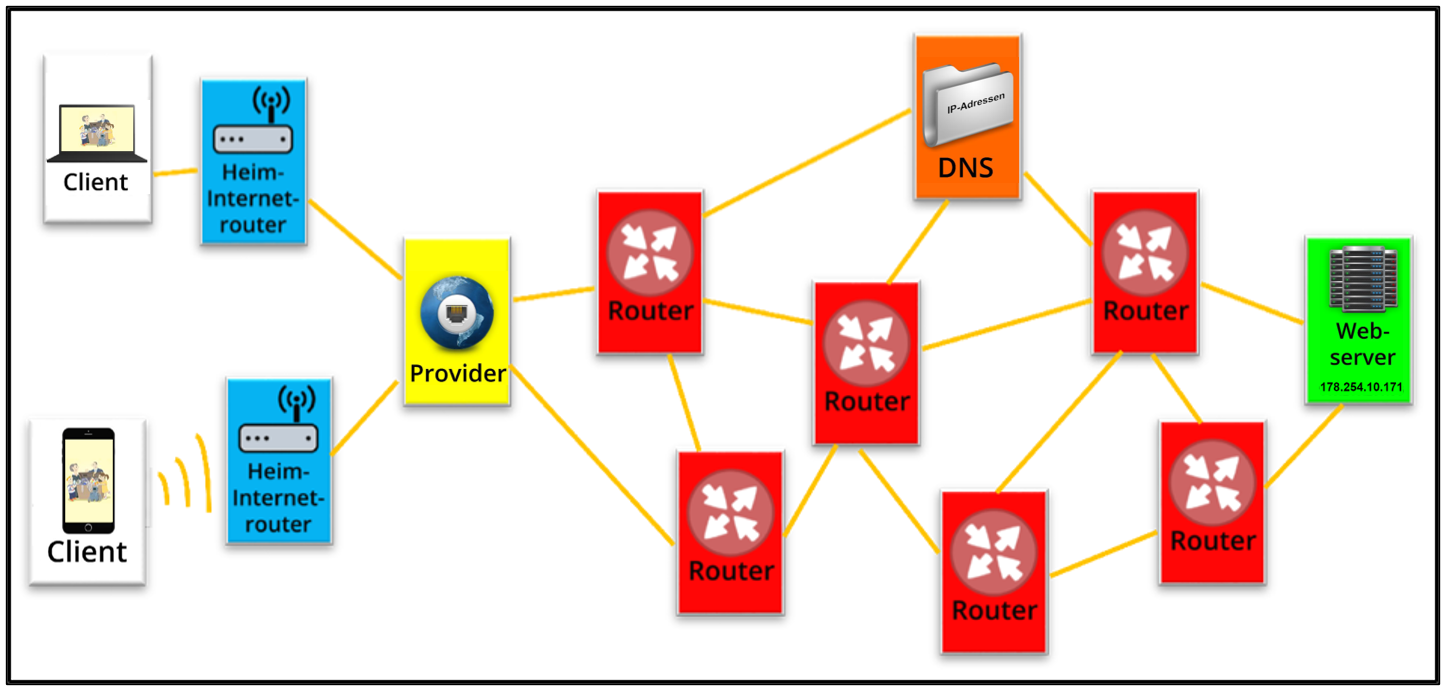 Client
Heim-
Internet-
router
Client
Heim-
Internet-
router
Provider
Router
Router
Router
IP-Adressen
DNS
Router
Router
Router
Web-
server
178.254.10.171